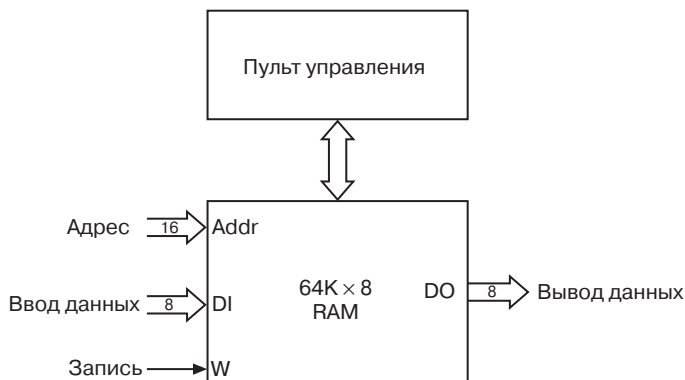 Пульт управления
Адрес 16 Addr
Ввод данных 8 DI
64K × 8
RAM
DO 8 Вывод данных
Запись W